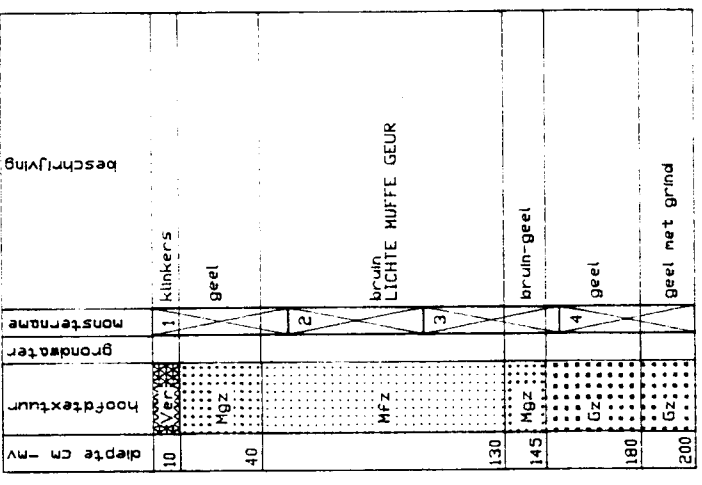 diepte cm -mv
hoofdtextuur
grondwater
monstername
beschrijving
10
Ver
1
klinkers
40
Mgz
geel
2
130
Mfz
3
bruin
LICHTE MUFFE GEUR
145
Mgz
bruin-geel
180
Gz
4
geel
200
Gz
geel met grind